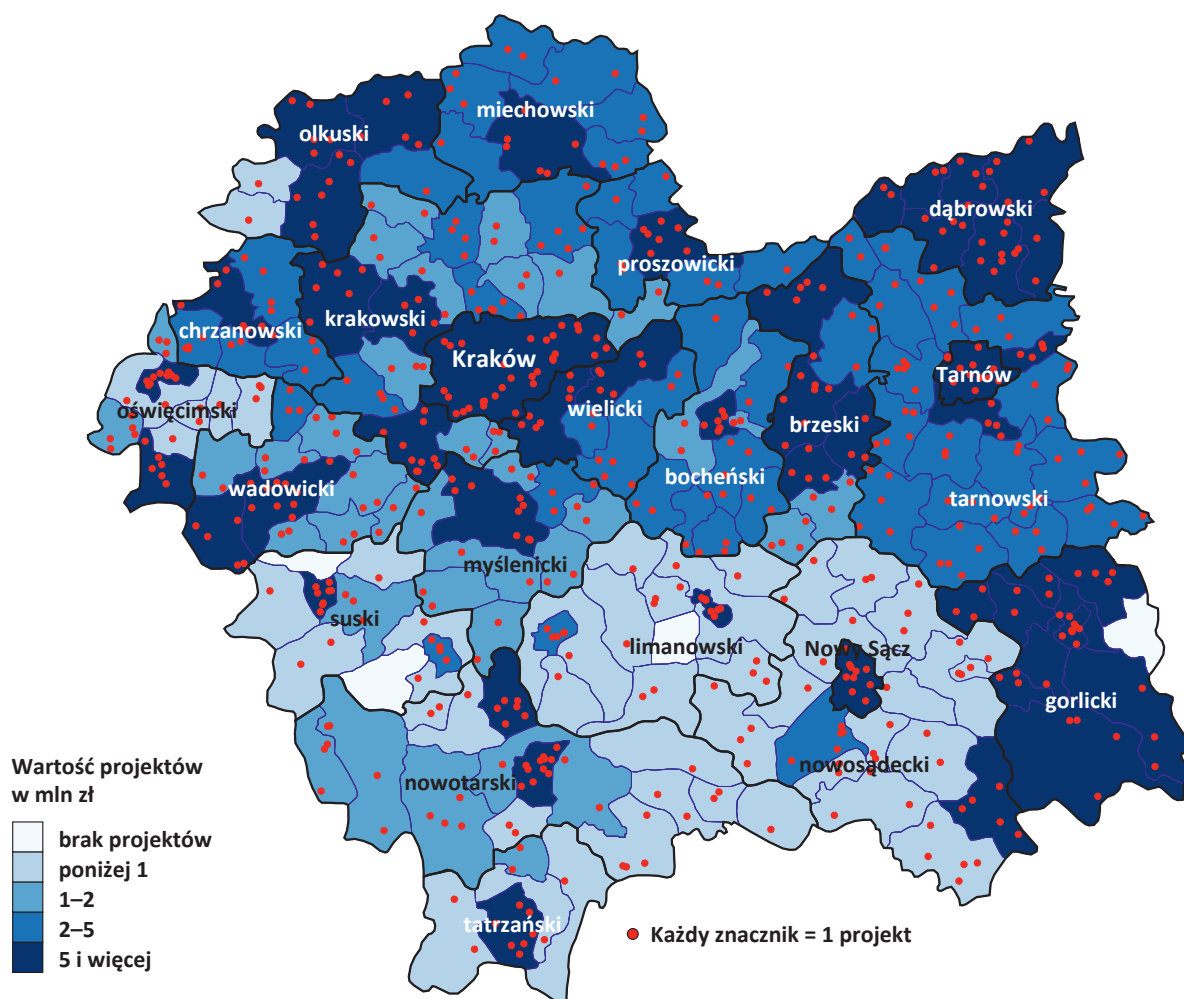 miechowski
olkuski
dąbrowski
proszowicki
krakowski
chrzanowski
Kraków
Tarnów
oświęcimski
wielicki
brzeski
bocheński
wadowicki
tarnowski
myślenicki
suski
limanowski
Nowy Sącz
gorlicki
nowotarski
nowosądecki
tatrzański
Wartość projektów
w mln zł
brak projektów
poniżej 1
1–2
2–5
5 i więcej
Każdy znacznik = 1 projekt